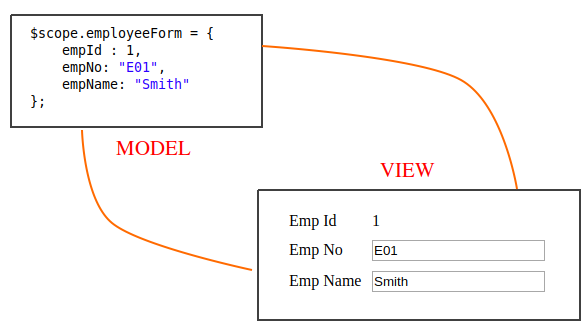 $scope.employeeForm = {
empId : 1,
empNo: "E01",
empName: "Smith"
};
MODEL
VIEW
Emp Id 1
Emp No E01
Emp Name Smith